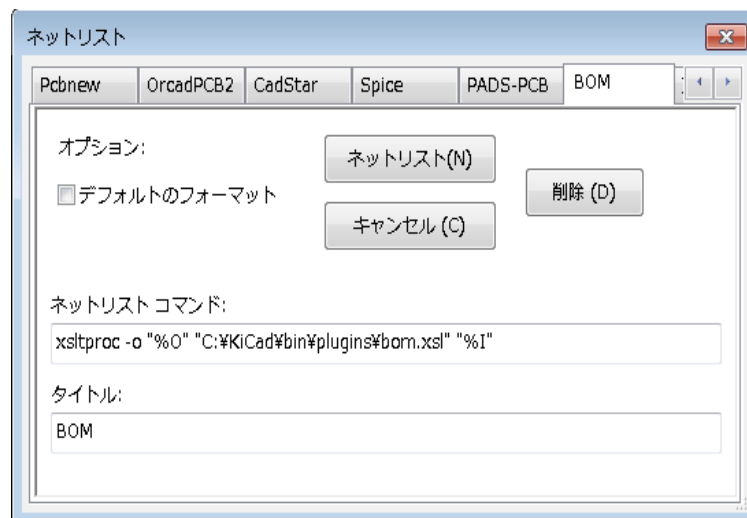 ネットリスト
Pcbnew OrcadPCB2 CadStar Spice PADS-PCB BOM
オプション:
ネットリスト(N)
デフォルトのフォーマット
削除 (D)
キャンセル (C)
ネットリスト コマンド:
xsltproc -o "%O" "C:¥KiCad¥bin¥plugins¥bom.xsl" "%I"
タイトル:
BOM